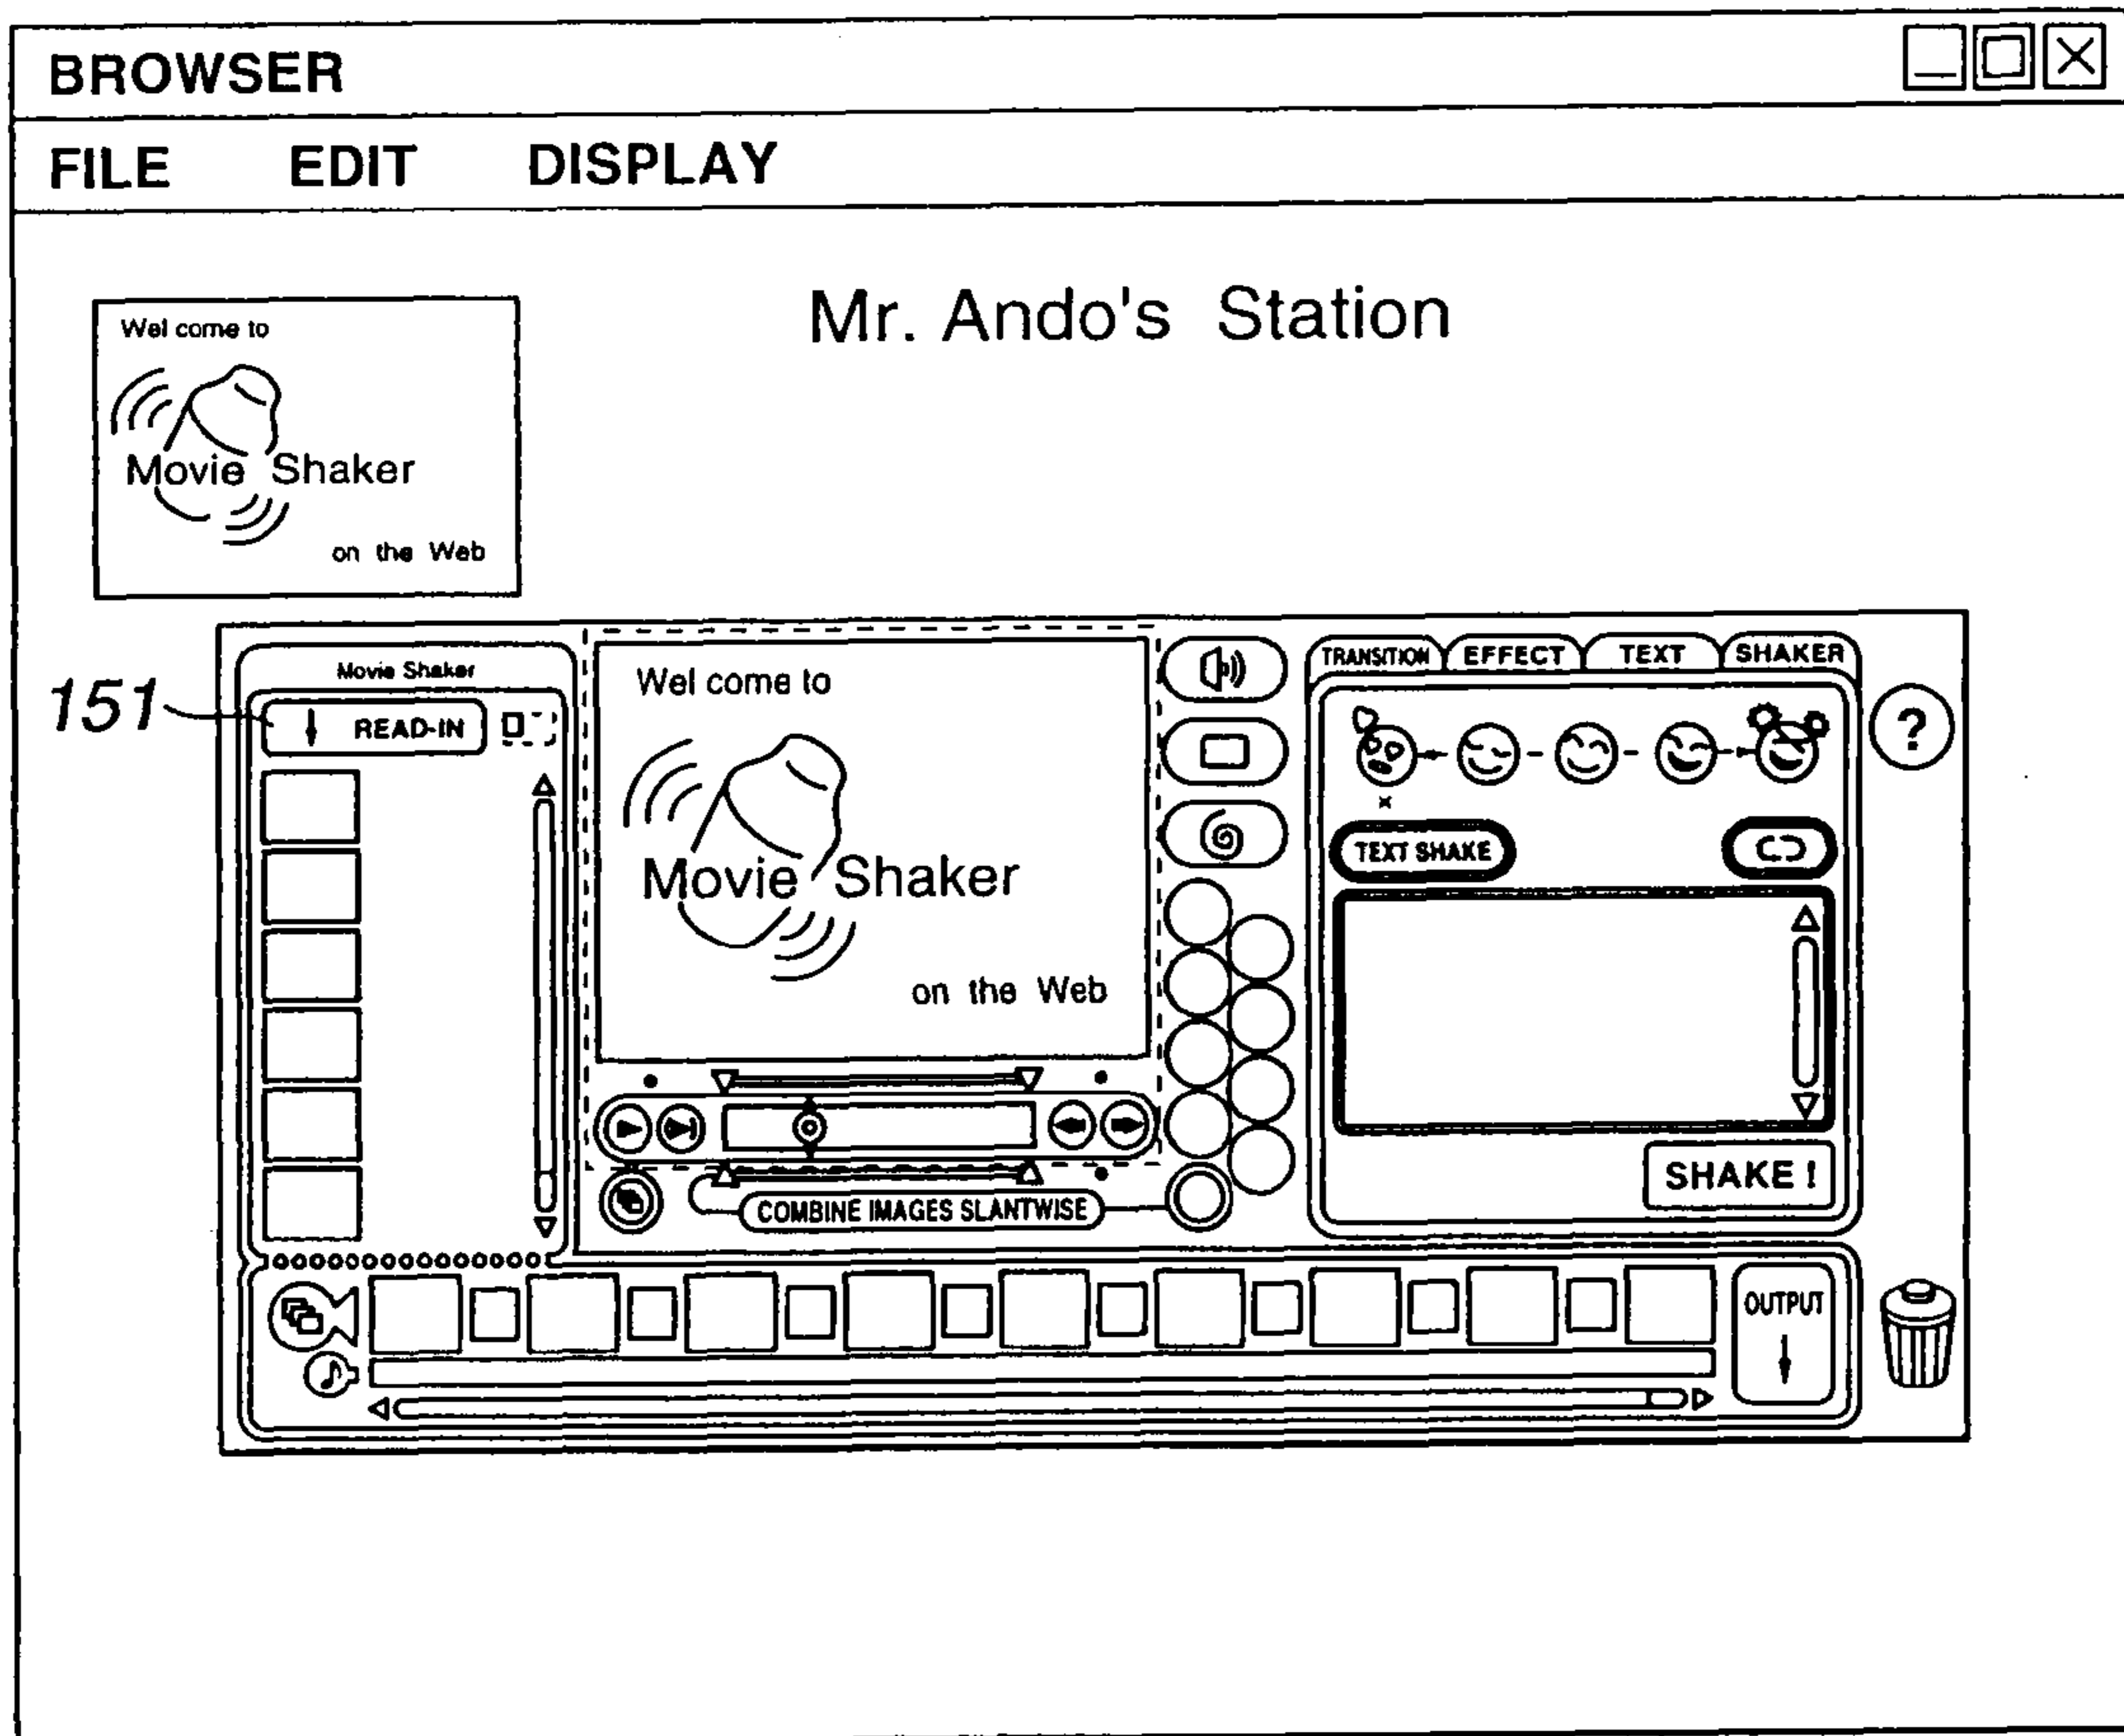 BROWSER
FILE EDIT DISPLAY
Mr. Ando's Station
Wel come to
Movie Shaker
on the Web
151
Movie Shaker
READ-IN
Wel come to
Movie Shaker
on the Web
COMBINE IMAGES SLANTWISE
TRANSITION EFFECT TEXT SHAKER
?
x
TEXT SHAKE
SHAKE !
OUTPUT